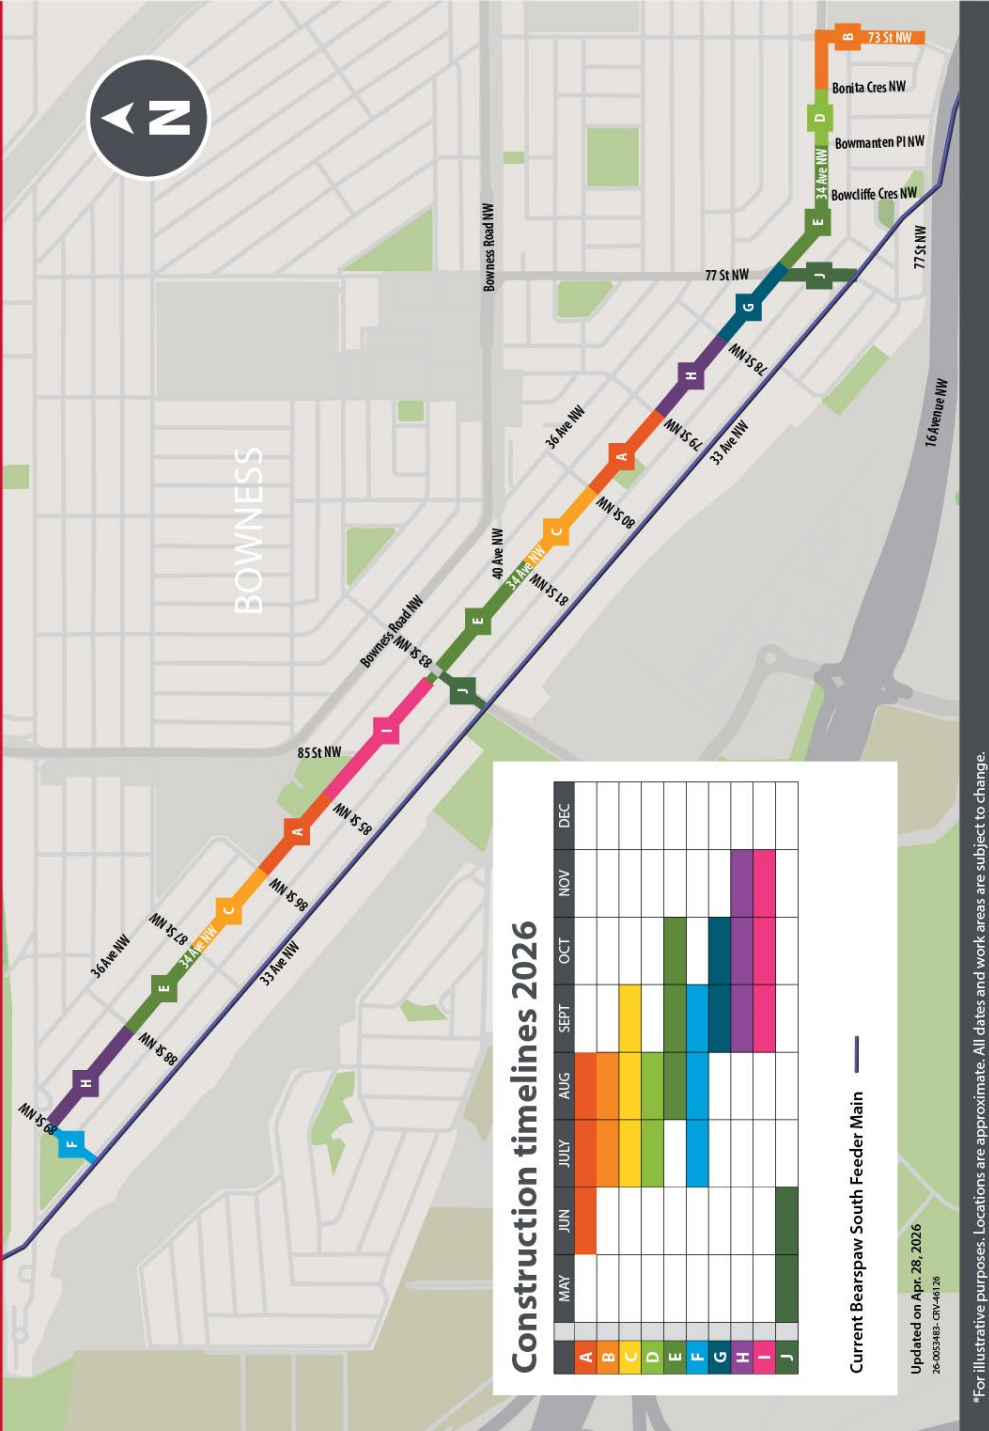 N
BOWNESS
B
73 St NW
Bonita Cres NW
D
Bowmanten Pl NW
34 Ave NW
Bowcliffe Cres NW
E
77 St NW
J
77 St NW
G
Bowness Road NW
78 St NW
H
79 St NW
33 Ave NW
16 Avenue NW
36 Ave NW
A
80 St NW
C
40 Ave NW
34 Ave NW
81 St NW
E
Bowness Road NW
83 St NW
J
I
85 St NW
85 St NW
A
86 St NW
C
87 St NW
34 Ave NW
36 Ave NW
33 Ave NW
E
88 St NW
H
89 St NW
F
Construction timelines 2026
MAY JUN JULY AUG SEPT OCT NOV DEC
A
B
C
D
E
F
G
H
I
J
Current Bearspaw South Feeder Main
Updated on Apr. 28, 2026
26-0053483- CRV-46126
*For illustrative purposes. Locations are approximate. All dates and work areas are subject to change.